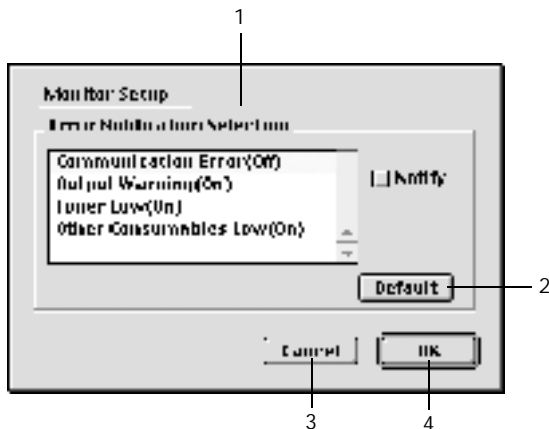 1
Monitor Setup
Error Notification Selection
Communication Error(Off)
Output Warning(On)
Toner Low(On)
Other Consumables Low(On)
Notify
Default
2
Cancel
OK
3
4